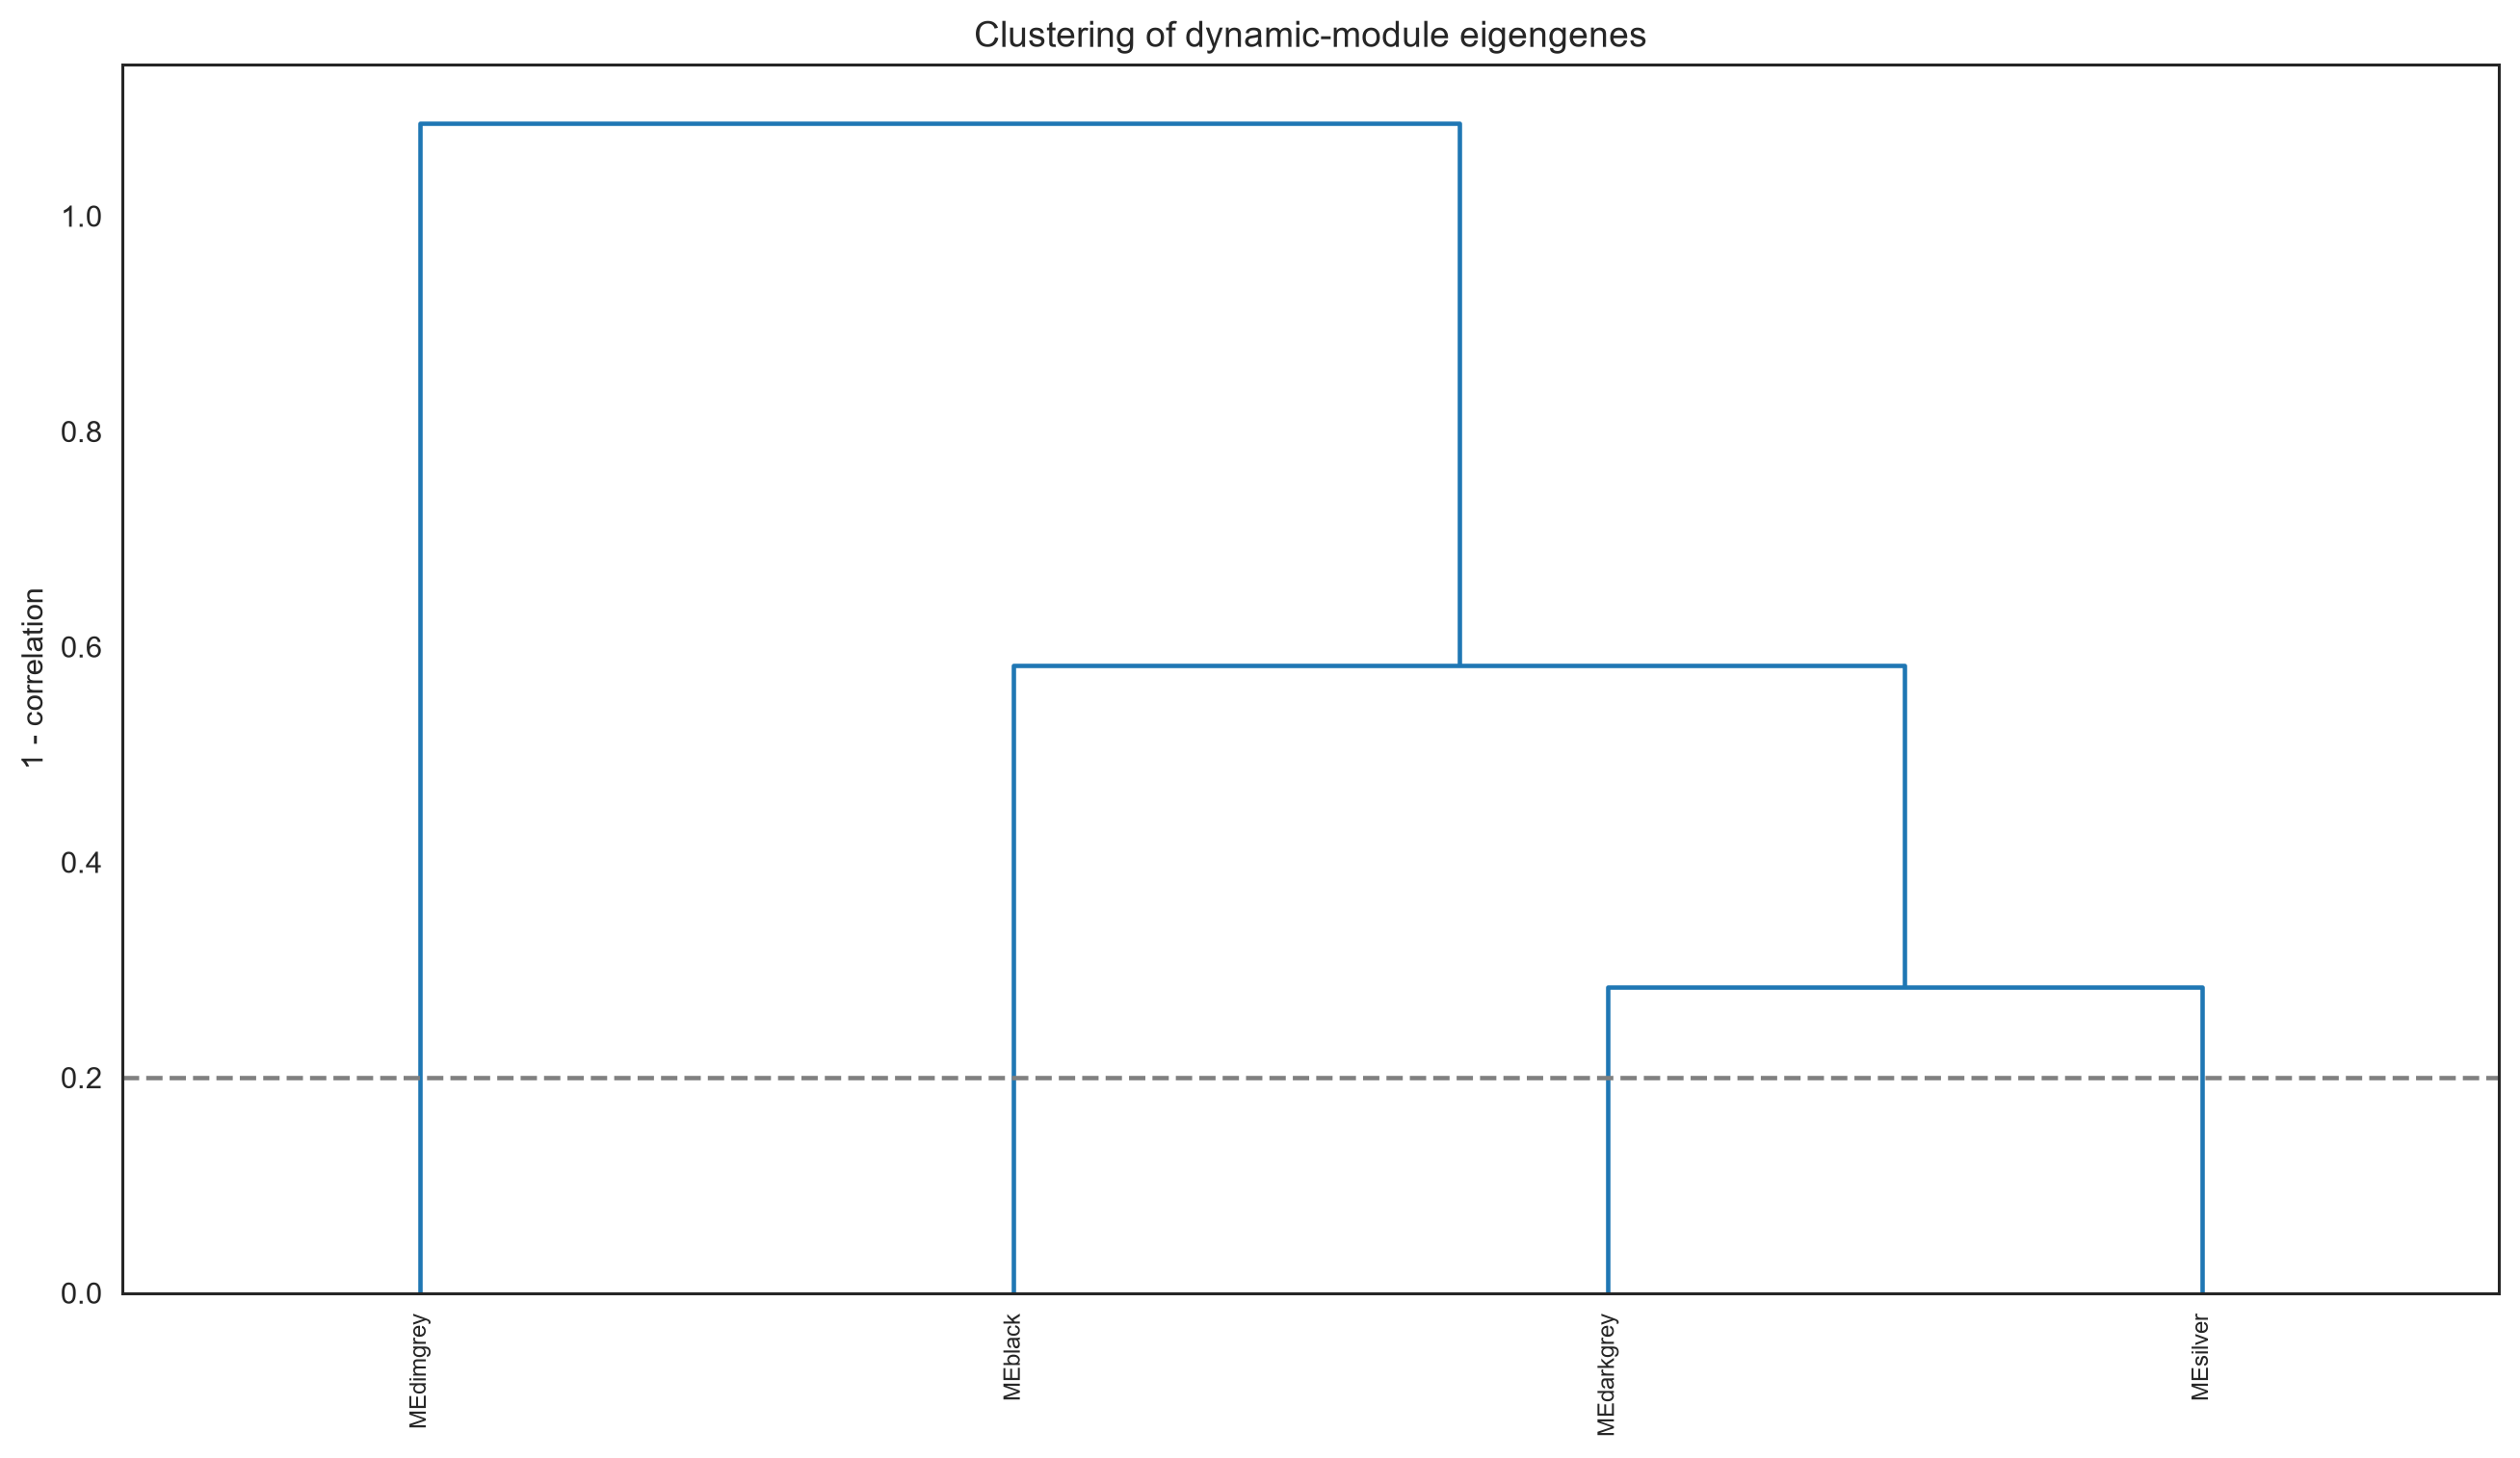 Clustering of dynamic-module eigengenes
1 - correlation
1.0
0.8
0.6
0.4
0.2
0.0
MEdimgrey
MEblack
MEdarkgrey
MEsilver